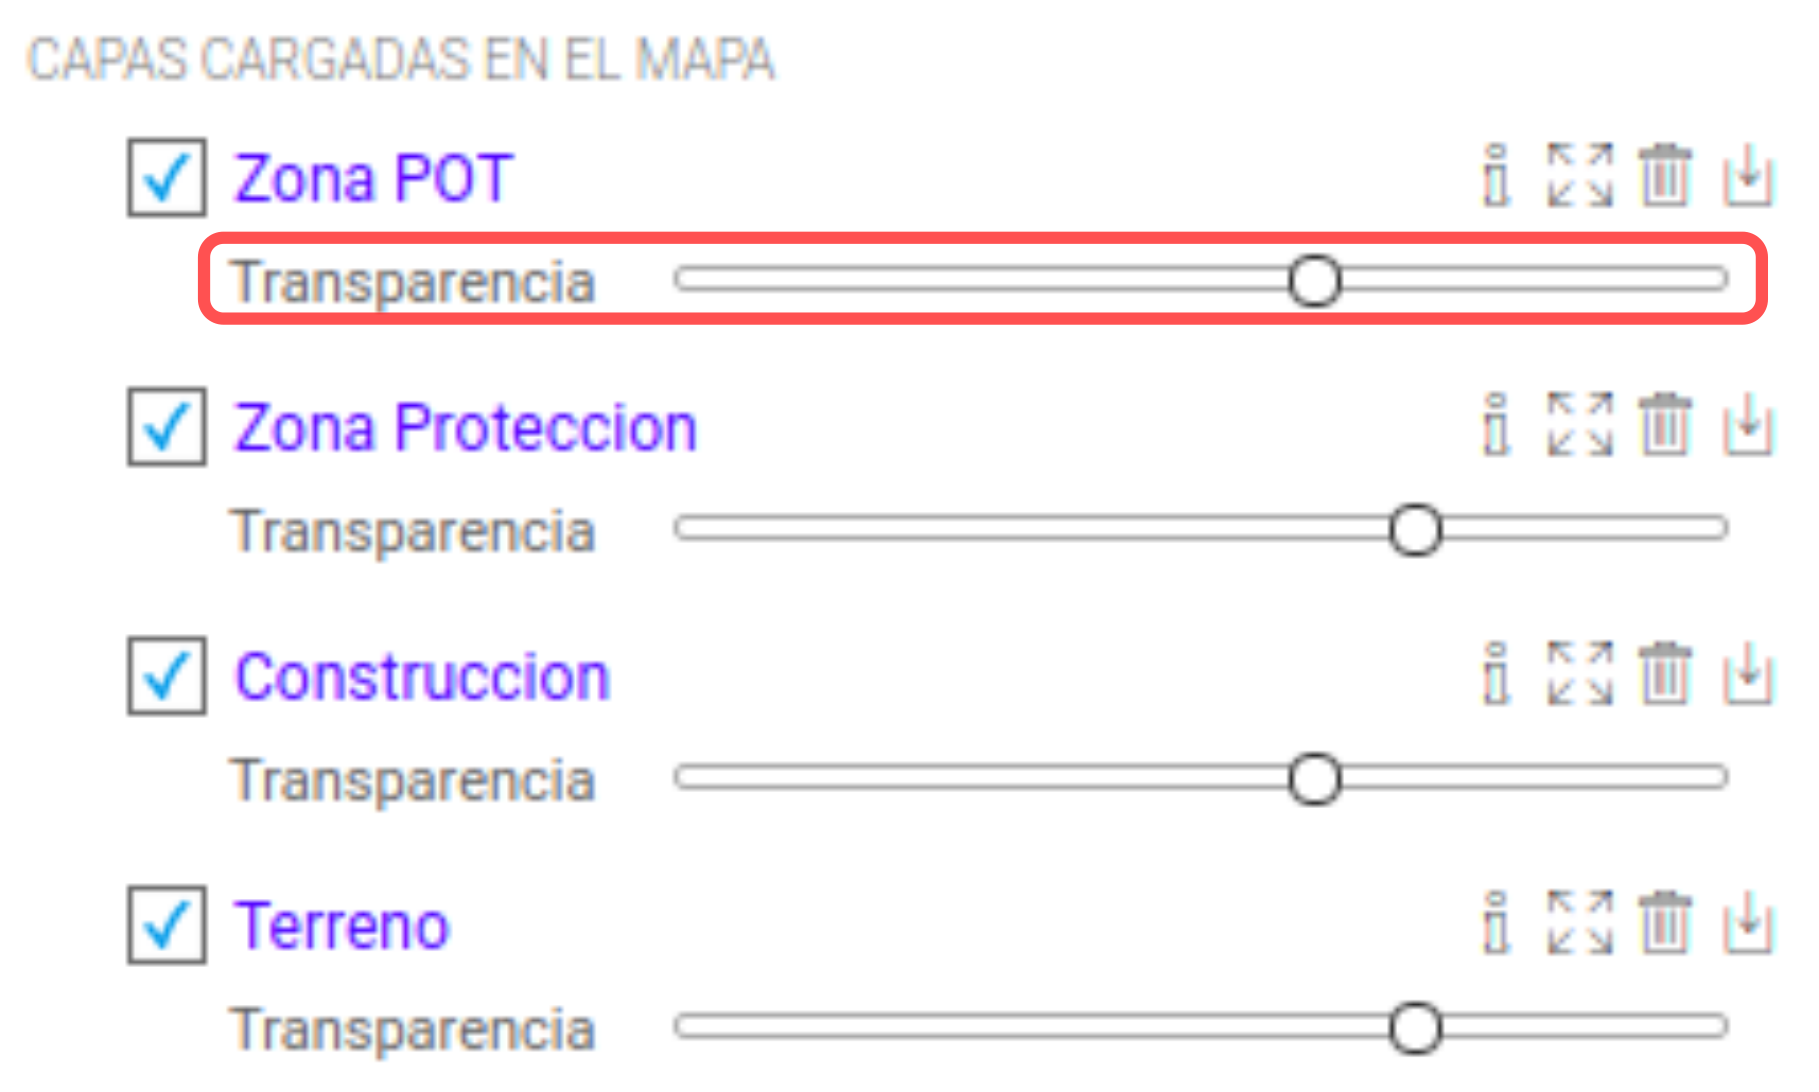 CAPAS CARGADAS EN EL MAPA
Zona POT
Transparencia
Zona Proteccion
Transparencia
Construccion
Transparencia
Terreno
Transparencia